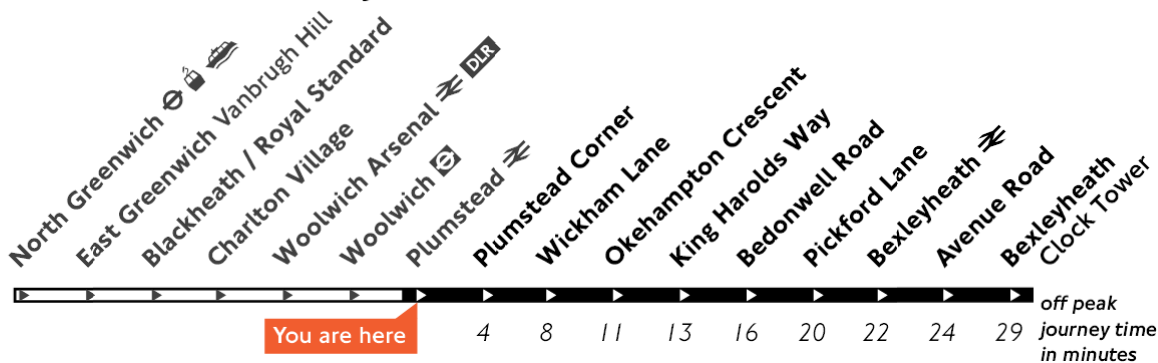 North Greenwich
East Greenwich Vanbrugh Hill
Blackheath / Royal Standard
Charlton Village
Woolwich Arsenal DLR
Woolwich
Plumstead
Plumstead Corner
Wickham Lane
Okehampton Crescent
King Harolds Way
Bedonwell Road
Pickford Lane
Bexleyheath
Avenue Road
Bexleyheath
Clock Tower
You are here
4 8 11 13 16 20 22 24 29
off peak
journey time
in minutes